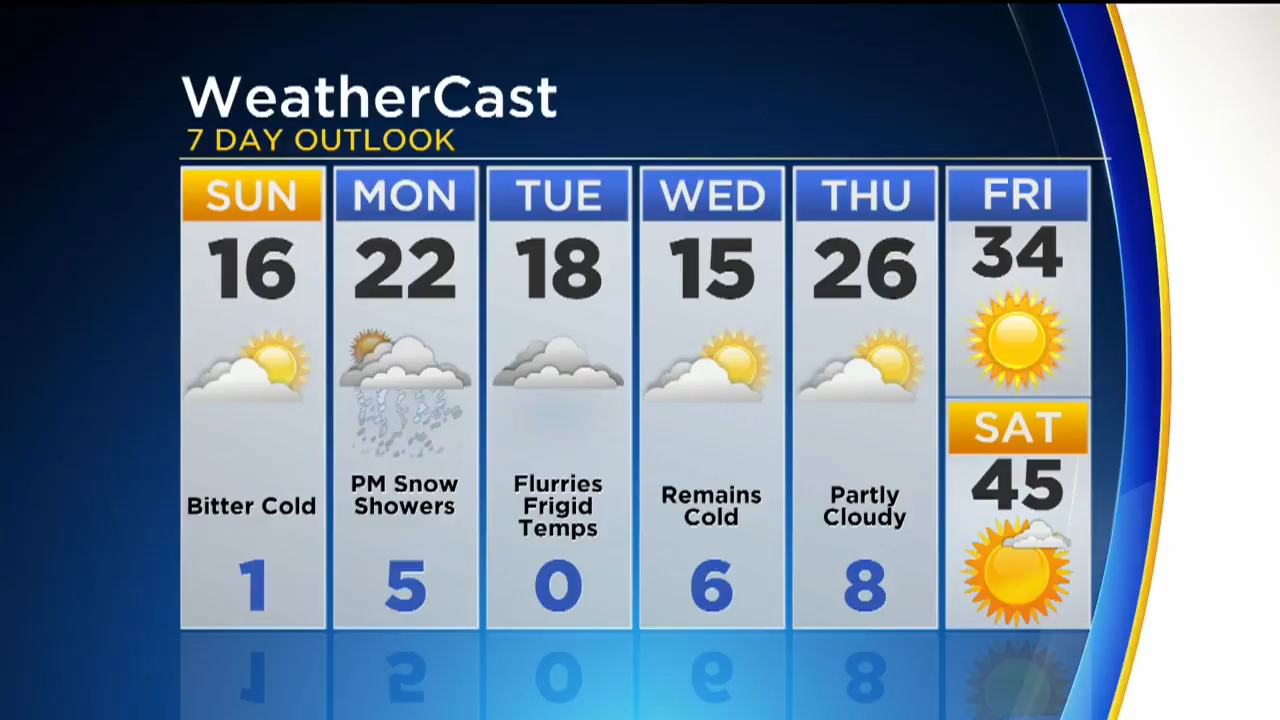 WeatherCast
7 DAY OUTLOOK
SUN
16
Bitter Cold
1
MON
22
PM Snow
Showers
5
TUE
18
Flurries
Frigid
Temps
0
WED
15
Remains
Cold
6
THU
26
Partly
Cloudy
8
FRI
34
SAT
45